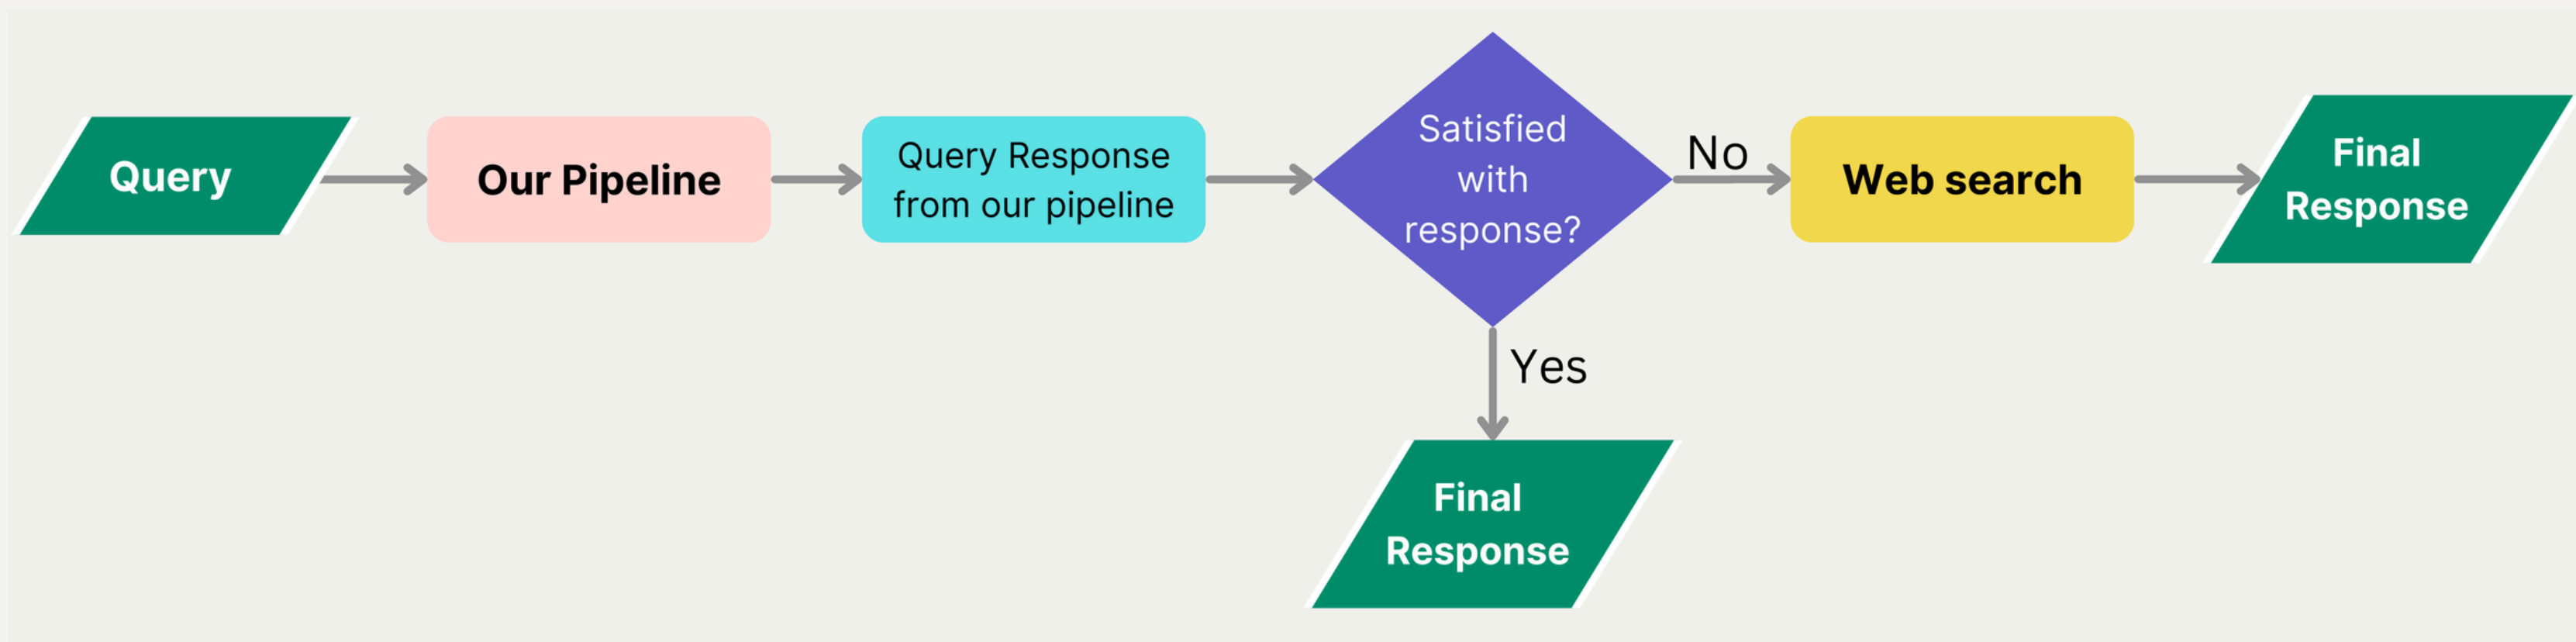 Query
Our Pipeline
Query Response
from our pipeline
Satisfied
with
response?
No
Web search
Final
Response
Yes
Final
Response